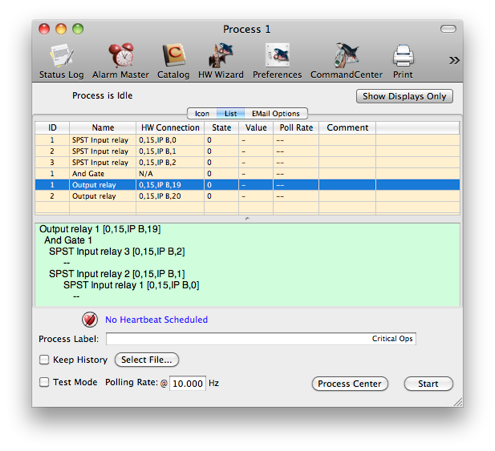 Process 1
Status Log Alarm Master Catalog HW Wizard Preferences CommandCenter Print »
Process is Idle Show Displays Only
Icon List EMail Options
ID Name HW Connection State Value Poll Rate Comment
1 SPST Input relay 0,15,IP B,0 0 – --
2 SPST Input relay 0,15,IP B,1 0 – --
3 SPST Input relay 0,15,IP B,2 0 – --
1 And Gate N/A 0 – --
1 Output relay 0,15,IP B,19 0 – --
2 Output relay 0,15,IP B,20 0 – --
Output relay 1 [0,15,IP B,19]
And Gate 1
SPST Input relay 3 [0,15,IP B,2]
--
SPST Input relay 2 [0,15,IP B,1]
SPST Input relay 1 [0,15,IP B,0]
--
No Heartbeat Scheduled
Process Label: Critical Ops
Keep History Select File...
Test Mode Polling Rate: @ 10.000 Hz Process Center Start